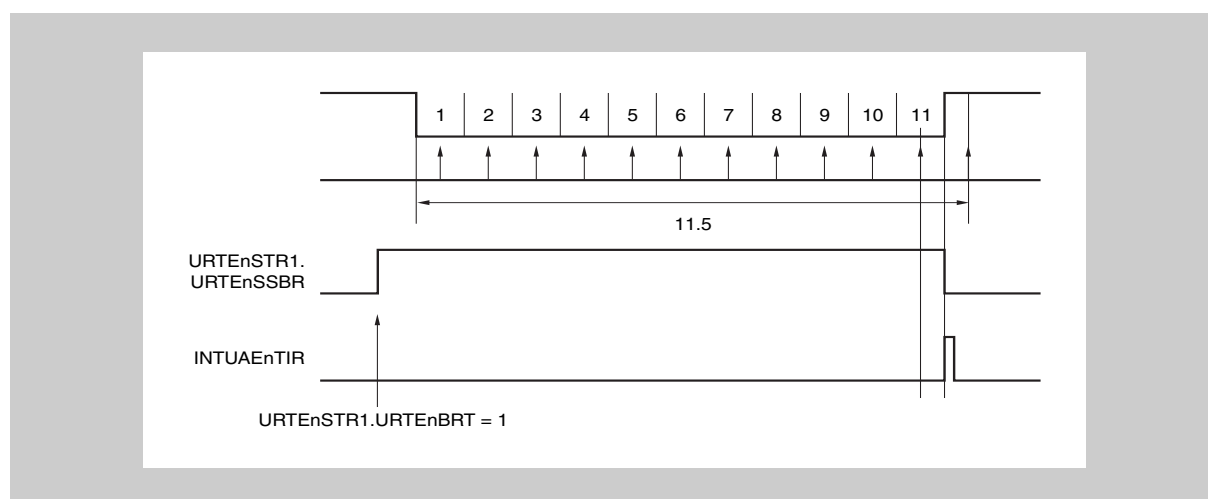 1 2 3 4 5 6 7 8 9 10 11
11.5
URTEnSTR1.
URTEnSSBR
INTUAEnTIR
URTEnSTR1.URTEnBRT = 1